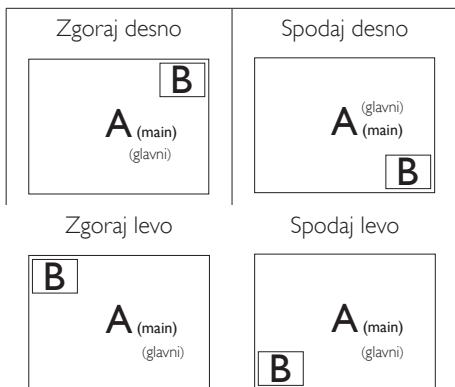 Zgoraj desno
B
A (main)
(glavni)
Spodaj desno
(glavni)
A (main)
B
Zgoraj levo
B
A (main)
(glavni)
Spodaj levo
A (main)
(glavni)
B